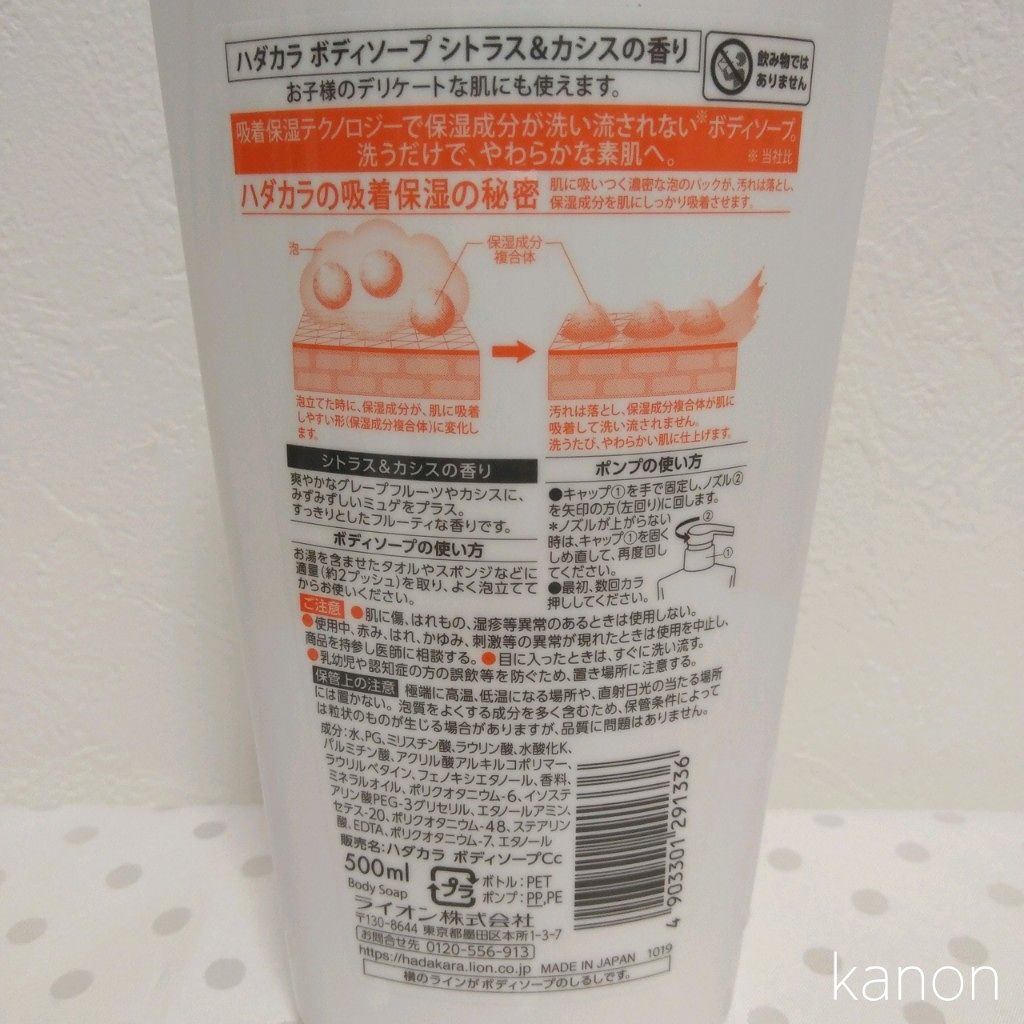 ハダカラ ボディソープ シトラス&カシスの香り
飲み物では
ありません
お子様のデリケートな肌にも使えます。
吸着保湿テクノロジーで保湿成分が洗い流されない※ボディソープ。
洗うだけで、やわらかな素肌へ。
※ 当社比
ハダカラの吸着保湿の秘密
肌に吸いつく濃密な泡のパックが、汚れは落とし、
保湿成分を肌にしっかり吸着させます。
泡
保湿成分
複合体
泡立てた時に、保湿成分が、肌に吸着
しやすい形(保湿成分複合体)に変化し
ます。
汚れは落とし、保湿成分複合体が肌に
吸着して洗い流されません。
洗うたび、やわらかい肌に仕上げます。
シトラス&カシスの香り
爽やかなグレープフルーツやカシスに、
みずみずしいミュゲをプラス。
すっきりとしたフルーティな香りです。
ボディソープの使い方
お湯を含ませたタオルやスポンジなどに
適量(約2プッシュ)を取り、よく泡立てて
からお使いください。
ポンプの使い方
●キャップ①を手で固定し、ノズル②
を矢印の方(左回り)に回します。
*ノズルが上がらない
時は、キャップ①を固く
しめ直して、再度回し
てください。
●最初、数回カラ
押ししてください。
②
①
ご注意 ●肌に傷、はれもの、湿疹等異常のあるときは使用しない。
●使用中、赤み、はれ、かゆみ、刺激等の異常が現れたときは使用を中止し、
商品を持参し医師に相談する。●目に入ったときは、すぐに洗い流す。
●乳幼児や認知症の方の誤飲等を防ぐため、置き場所に注意する。
保管上の注意 極端に高温、低温になる場所や、直射日光の当たる場所
には置かない。泡質をよくする成分を多く含むため、保管条件によって
は粒状のものが生じる場合がありますが、品質に問題はありません。
成分:水、PG、ミリスチン酸、ラウリン酸、水酸化K、
パルミチン酸、アクリル酸アルキルコポリマー、
ラウリルベタイン、フェノキシエタノール、香料、
ミネラルオイル、ポリクオタニウム-6、イソステ
アリン酸PEG-3グリセリル、エタノールアミン、
セテス-20、ポリクオタニウム-48、ステアリン
酸、EDTA、ポリクオタニウム-7、エタノール
販売名:ハダカラ ボディソープCc
500ml
Body Soap
プラ
ボトル:PET
ポンプ:PP,PE
4 903301 291336
ライオン株式会社
〒130-8644 東京都墨田区本所1-3-7
お問合せ先 0120-556-913
https://hadakara.lion.co.jp MADE IN JAPAN 1019
横のラインがボディソープのしるしです。
kanon